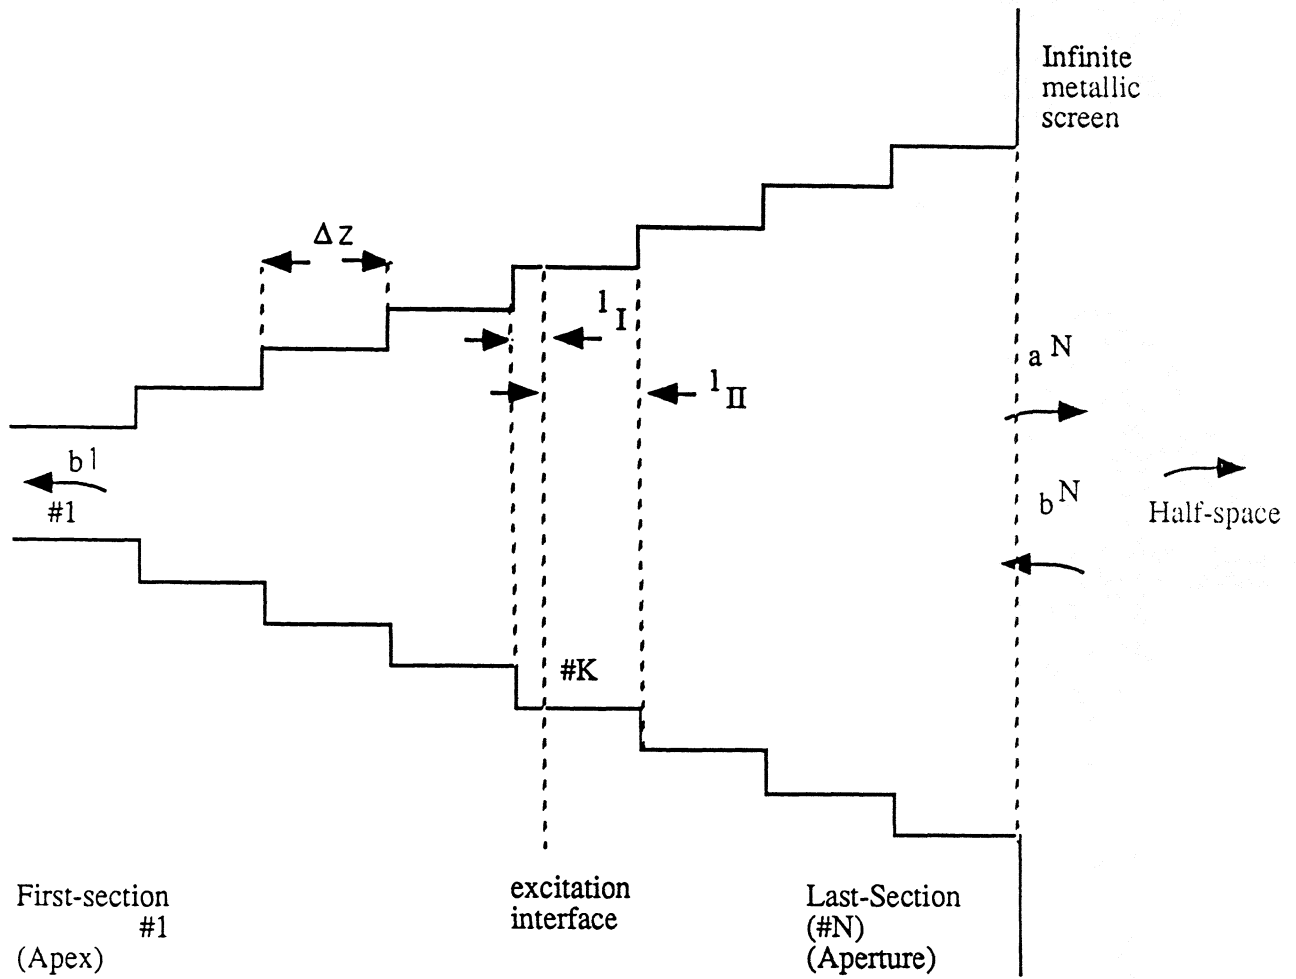 Infinite
metallic
screen
Δ Z
l I
a N
l II
b l
b N
#1
Half-space
#K
First-section
#1
(Apex)
excitation
interface
Last-Section
(#N)
(Aperture)